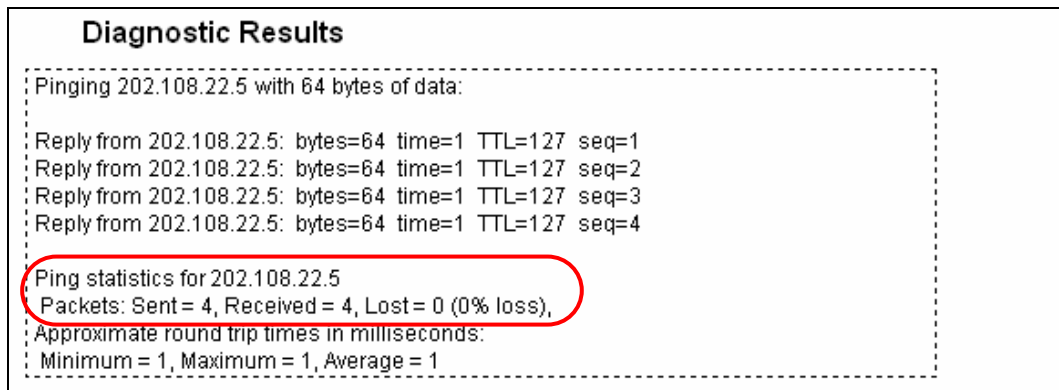 Diagnostic Results
Pinging 202.108.22.5 with 64 bytes of data:
Reply from 202.108.22.5: bytes=64 time=1 TTL=127 seq=1
Reply from 202.108.22.5: bytes=64 time=1 TTL=127 seq=2
Reply from 202.108.22.5: bytes=64 time=1 TTL=127 seq=3
Reply from 202.108.22.5: bytes=64 time=1 TTL=127 seq=4
Ping statistics for 202.108.22.5
Packets: Sent = 4, Received = 4, Lost = 0 (0% loss),
Approximate round trip times in milliseconds:
Minimum = 1, Maximum = 1, Average = 1